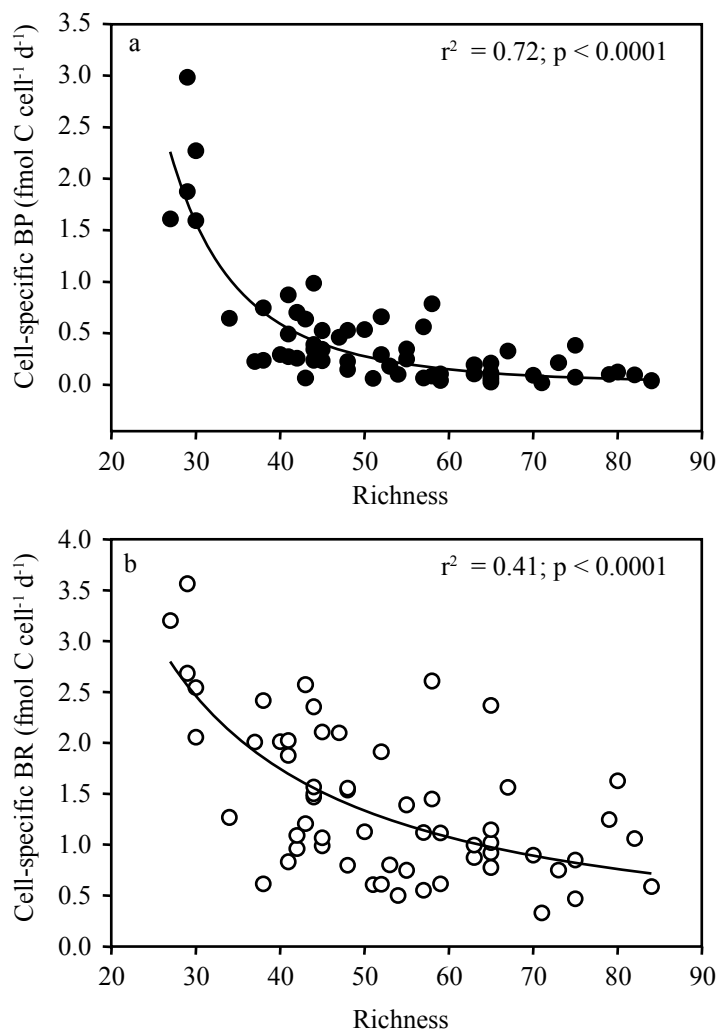 a
r² = 0.72; p < 0.0001
3.5
3.0
2.5
2.0
1.5
1.0
0.5
0.0
Cell-specific BP (fmol C cell⁻¹ d⁻¹)
20 30 40 50 60 70 80 90
Richness
b
r² = 0.41; p < 0.0001
4.0
3.5
3.0
2.5
2.0
1.5
1.0
0.5
0.0
Cell-specific BR (fmol C cell⁻¹ d⁻¹)
20 30 40 50 60 70 80 90
Richness